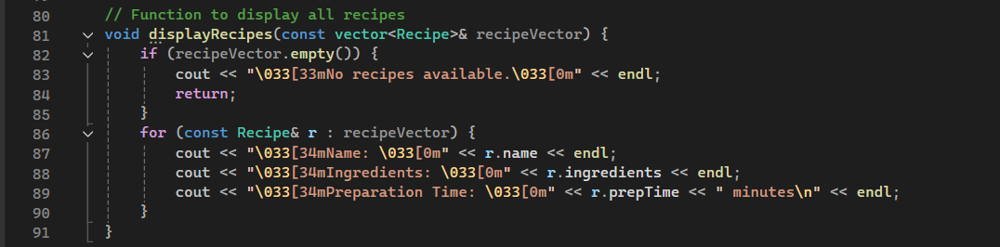 80 // Function to display all recipes
81 void displayRecipes(const vector<Recipe>& recipeVector) {
82     if (recipeVector.empty()) {
83         cout << "\033[33mNo recipes available.\033[0m" << endl;
84         return;
85     }
86     for (const Recipe& r : recipeVector) {
87         cout << "\033[34mName: \033[0m" << r.name << endl;
88         cout << "\033[34mIngredients: \033[0m" << r.ingredients << endl;
89         cout << "\033[34mPreparation Time: \033[0m" << r.prepTime << " minutes\n" << endl;
90     }
91 }